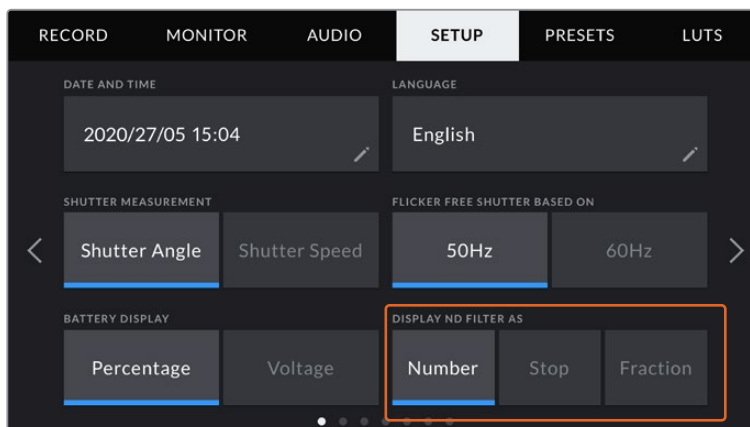 RECORD MONITOR AUDIO SETUP PRESETS LUTS
DATE AND TIME LANGUAGE
2020/27/05 15:04 English
SHUTTER MEASUREMENT FLICKER FREE SHUTTER BASED ON
Shutter Angle Shutter Speed 50Hz 60Hz
BATTERY DISPLAY DISPLAY ND FILTER AS
Percentage Voltage Number Stop Fraction